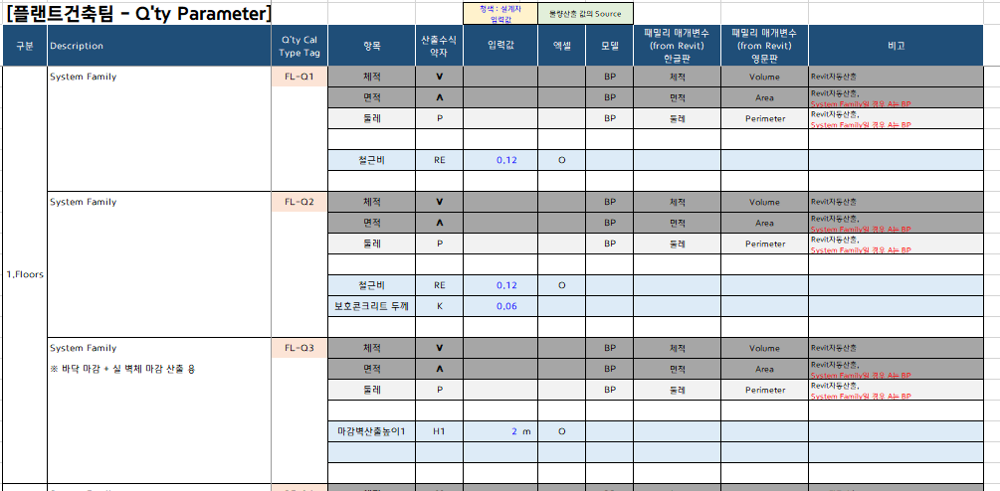 [플랜트건축팀 - Q'ty Parameter]
청색 : 설계자 입력값
물량산출 값의 Source
구분 Description Q'ty Cal Type Tag 항목 산출수식 약자 입력값 엑셀 모델 패밀리 매개변수 (from Revit) 한글판 패밀리 매개변수 (from Revit) 영문판 비고
1.Floors
System Family FL-Q1 체적 V BP 체적 Volume Revit자동산출
면적 A BP 면적 Area Revit자동산출, System Family일 경우 A는 BP
둘레 P BP 둘레 Perimeter Revit자동산출, System Family일 경우 A는 BP
철근비 RE 0.12 O
System Family FL-Q2 체적 V BP 체적 Volume Revit자동산출
면적 A BP 면적 Area Revit자동산출, System Family일 경우 A는 BP
둘레 P BP 둘레 Perimeter Revit자동산출, System Family일 경우 A는 BP
철근비 RE 0.12 O
보호콘크리트 두께 K 0.06
System Family FL-Q3 체적 V BP 체적 Volume Revit자동산출
※ 바닥 마감 + 실 벽체 마감 산출 용 면적 A BP 면적 Area Revit자동산출, System Family일 경우 A는 BP
둘레 P BP 둘레 Perimeter Revit자동산출, System Family일 경우 A는 BP
마감벽산출높이1 H1 2 m O